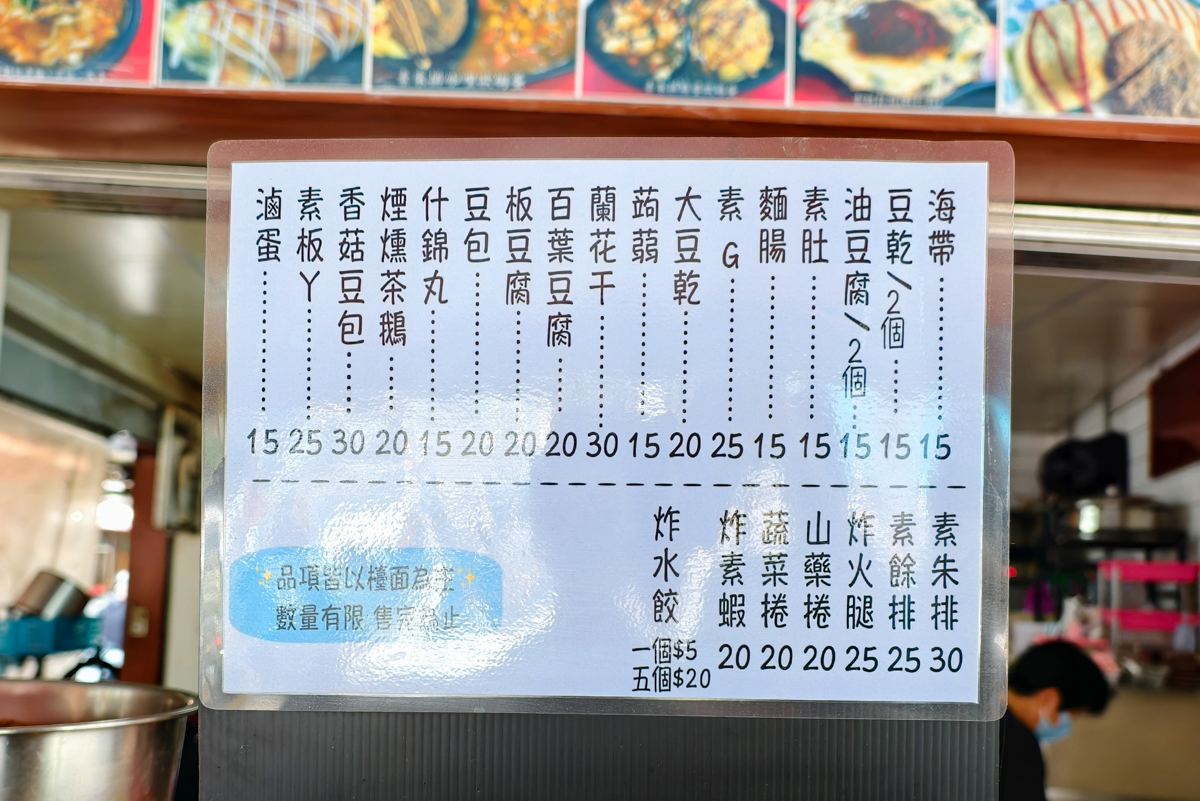 海帶……15
豆乾/2個……15
油豆腐/2個……15
素肚……15
麵腸……15
素G……25
大豆乾……20
蒟蒻……15
蘭花干……30
百葉豆腐……20
板豆腐……20
豆包……20
什錦丸……15
煙燻茶鵝……20
香菇豆包……30
素板丫……25
滷蛋……15
素朱排 30
素餘排 25
炸火腿 25
山藥捲 20
蔬菜捲 20
炸素蝦 20
炸水餃
一個$5
五個$20
品項皆以檯面為主
數量有限 售完為止